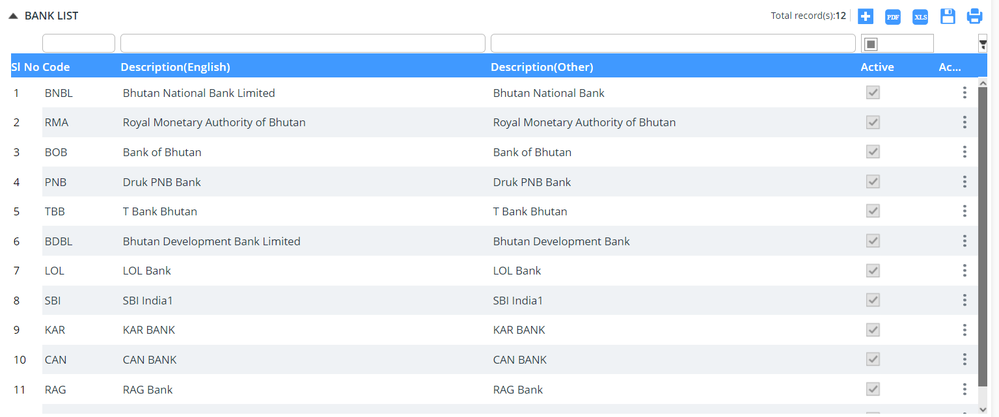 BANK LIST Total record(s):12 PDF XLS
Sl No Code Description(English) Description(Other) Active Ac...
1 BNBL Bhutan National Bank Limited Bhutan National Bank
2 RMA Royal Monetary Authority of Bhutan Royal Monetary Authority of Bhutan
3 BOB Bank of Bhutan Bank of Bhutan
4 PNB Druk PNB Bank Druk PNB Bank
5 TBB T Bank Bhutan T Bank Bhutan
6 BDBL Bhutan Development Bank Limited Bhutan Development Bank
7 LOL LOL Bank LOL Bank
8 SBI SBI India1 SBI India1
9 KAR KAR BANK KAR BANK
10 CAN CAN BANK CAN BANK
11 RAG RAG Bank RAG Bank